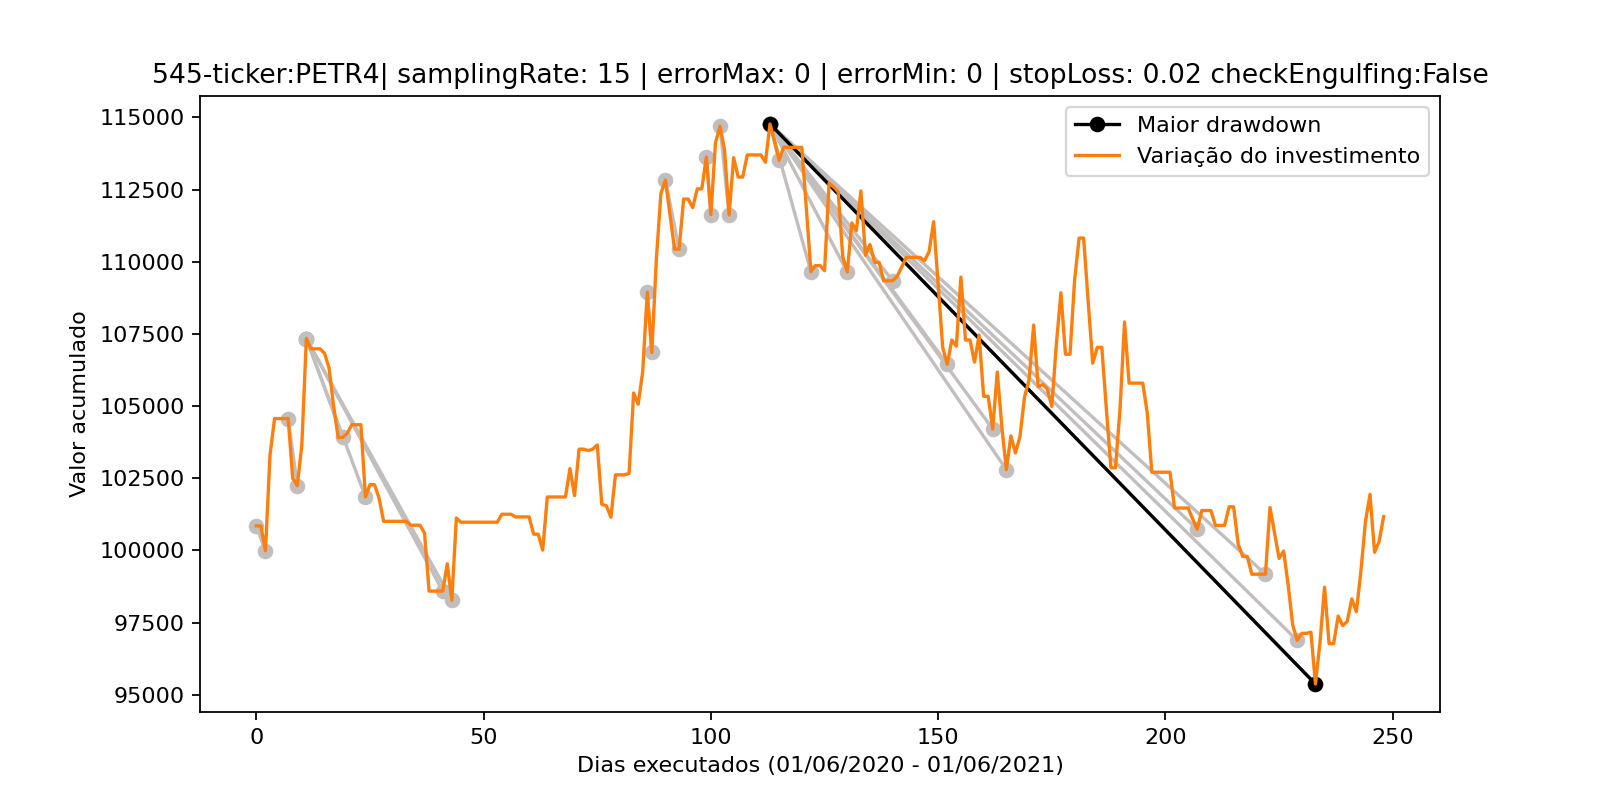 545-ticker:PETR4| samplingRate: 15 | errorMax: 0 | errorMin: 0 | stopLoss: 0.02 checkEngulfing:False
Maior drawdown
Variação do investimento
Valor acumulado
115000
112500
110000
107500
105000
102500
100000
97500
95000
0 50 100 150 200 250
Dias executados (01/06/2020 - 01/06/2021)